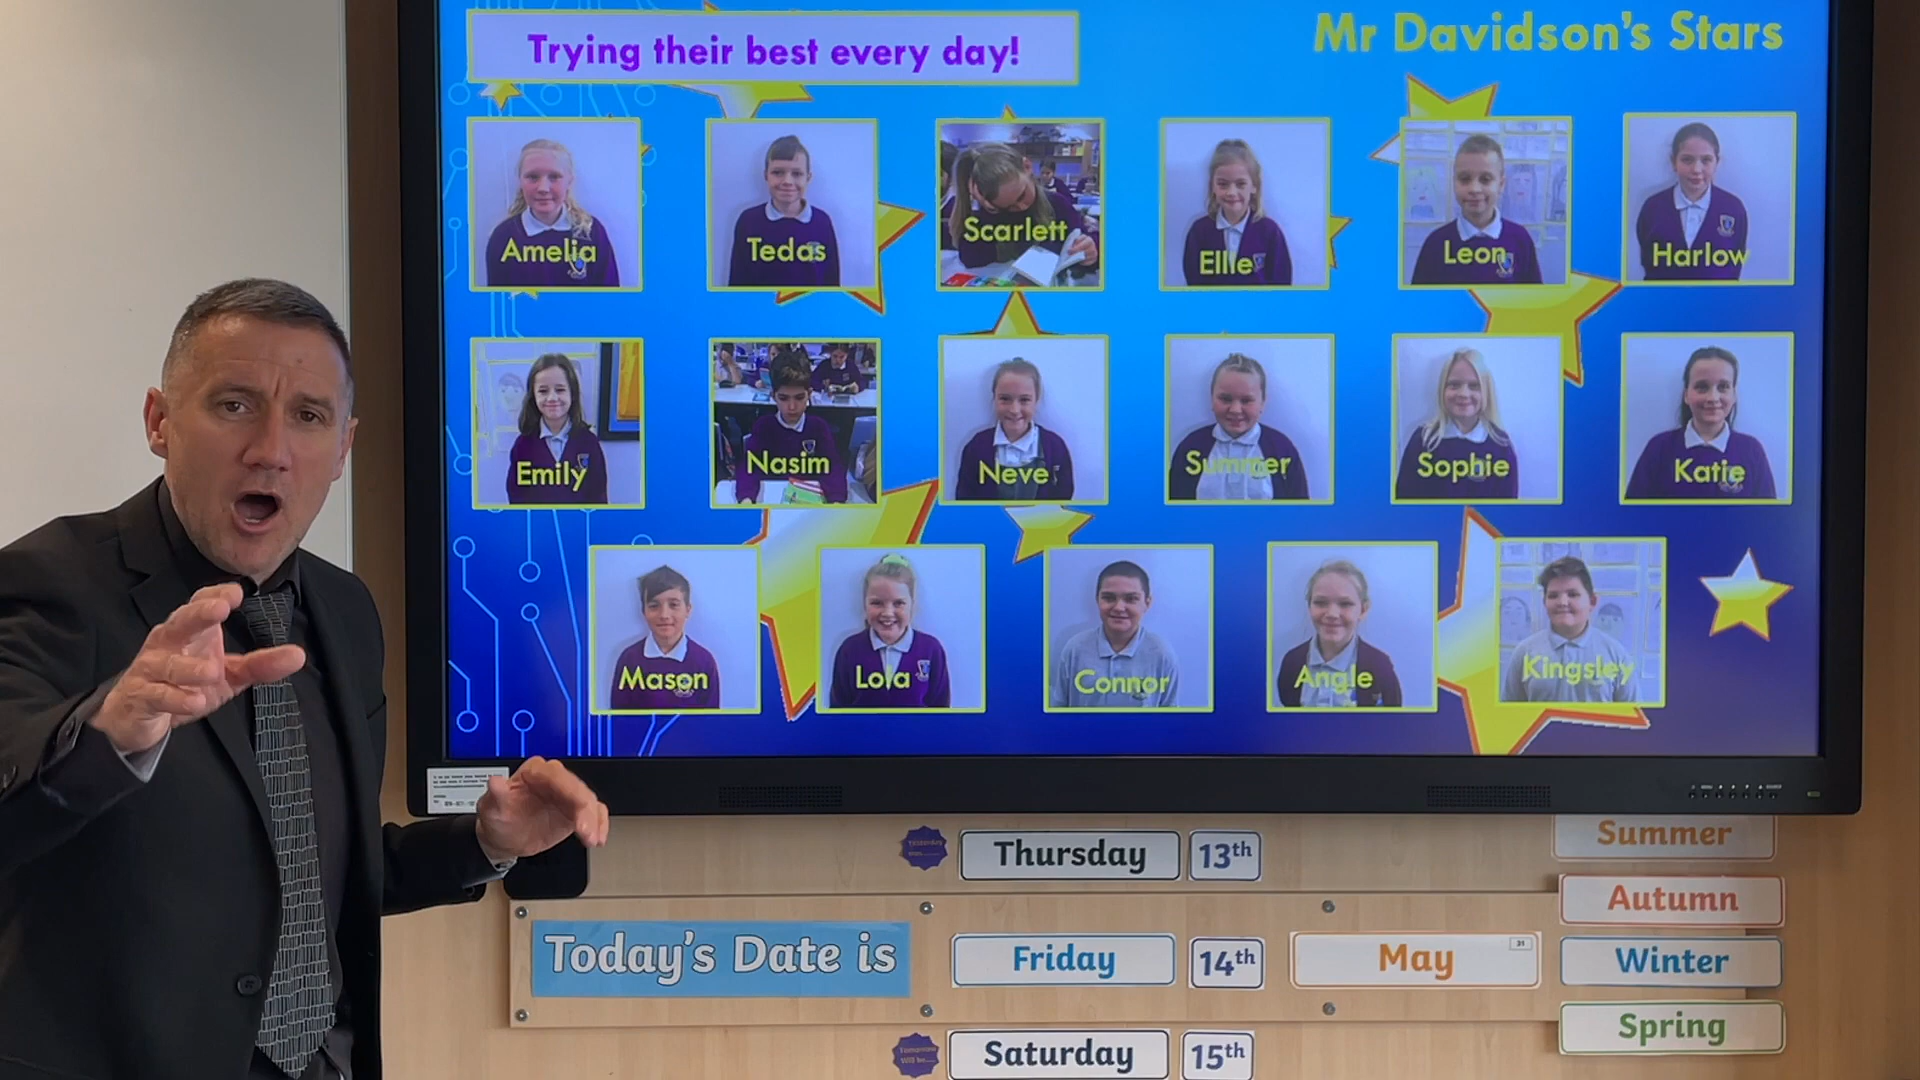 Trying their best every day!
Mr Davidson's Stars
Amelia
Tedas
Scarlett
Ellie
Leon
Harlow
Emily
Nasim
Neve
Summer
Sophie
Katie
Mason
Lola
Connor
Angle
Kingsley
Thursday 13th
Today's Date is
Friday 14th May
31
Saturday 15th
Summer
Autumn
Winter
Spring